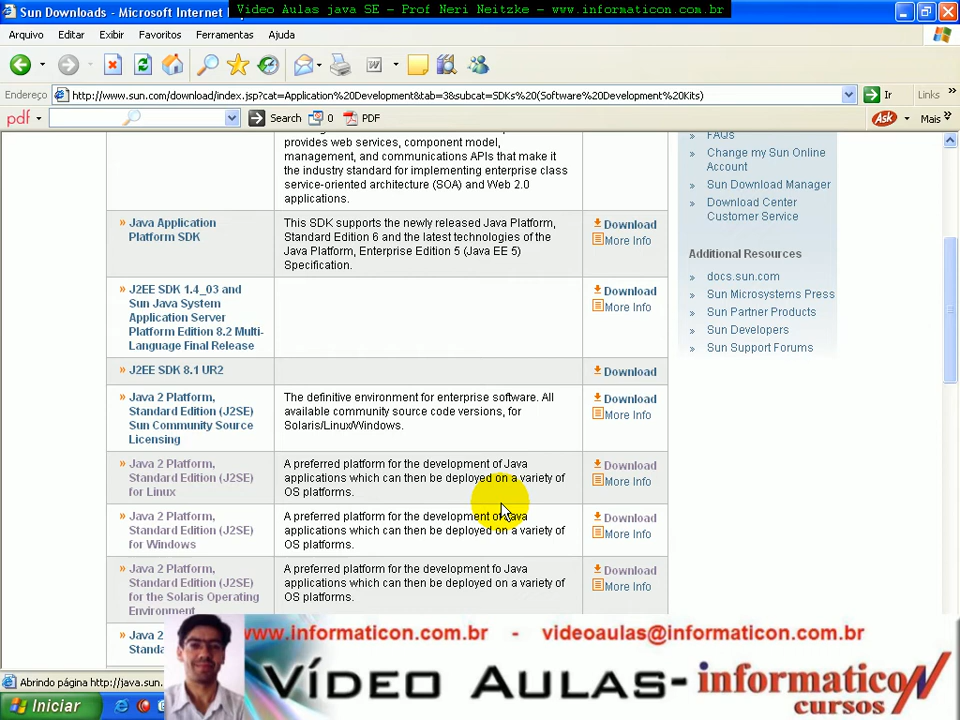 Sun Downloads - Microsoft Internet
Video Aulas java SE - Prof Neri Neitzke - www.informaticon.com.br
Arquivo Editar Exibir Favoritos Ferramentas Ajuda
Endereço http://www.sun.com/download/index.jsp?cat=Application%20Development&tab=3&subcat=SDKs%20(Software%20Development%20Kits) Ir Links »
pdf Search 0 PDF Ask Mais »
provides web services, component model,
management, and communications APIs that make it
the industry standard for implementing enterprise class
service-oriented architecture (SOA) and Web 2.0
applications.
» Java Application
Platform SDK
This SDK supports the newly released Java Platform,
Standard Edition 6 and the latest technologies of the
Java Platform, Enterprise Edition 5 (Java EE 5)
Specification.
Download
More Info
» J2EE SDK 1.4_03 and
Sun Java System
Application Server
Platform Edition 8.2 Multi-
Language Final Release
Download
More Info
» J2EE SDK 8.1 UR2
Download
» Java 2 Platform,
Standard Edition (J2SE)
Sun Community Source
Licensing
The definitive environment for enterprise software. All
available community source code versions, for
Solaris/Linux/Windows.
Download
More Info
» Java 2 Platform,
Standard Edition (J2SE)
for Linux
A preferred platform for the development of Java
applications which can then be deployed on a variety of
OS platforms.
Download
More Info
» Java 2 Platform,
Standard Edition (J2SE)
for Windows
A preferred platform for the development of Java
applications which can then be deployed on a variety of
OS platforms.
Download
More Info
» Java 2 Platform,
Standard Edition (J2SE)
for the Solaris Operating
Environment
A preferred platform for the development fo Java
applications which can then be deployed on a variety of
OS platforms.
Download
More Info
» Java 2
Standa
» FAQs
» Change my Sun Online
Account
» Sun Download Manager
» Download Center
Customer Service
Additional Resources
» docs.sun.com
» Sun Microsystems Press
» Sun Partner Products
» Sun Developers
» Sun Support Forums
www.informaticon.com.br - videoaulas@informaticon.com.br
VÍDEO AULAS- informaticon
cursos
Abrindo página http://java.sun.
Iniciar